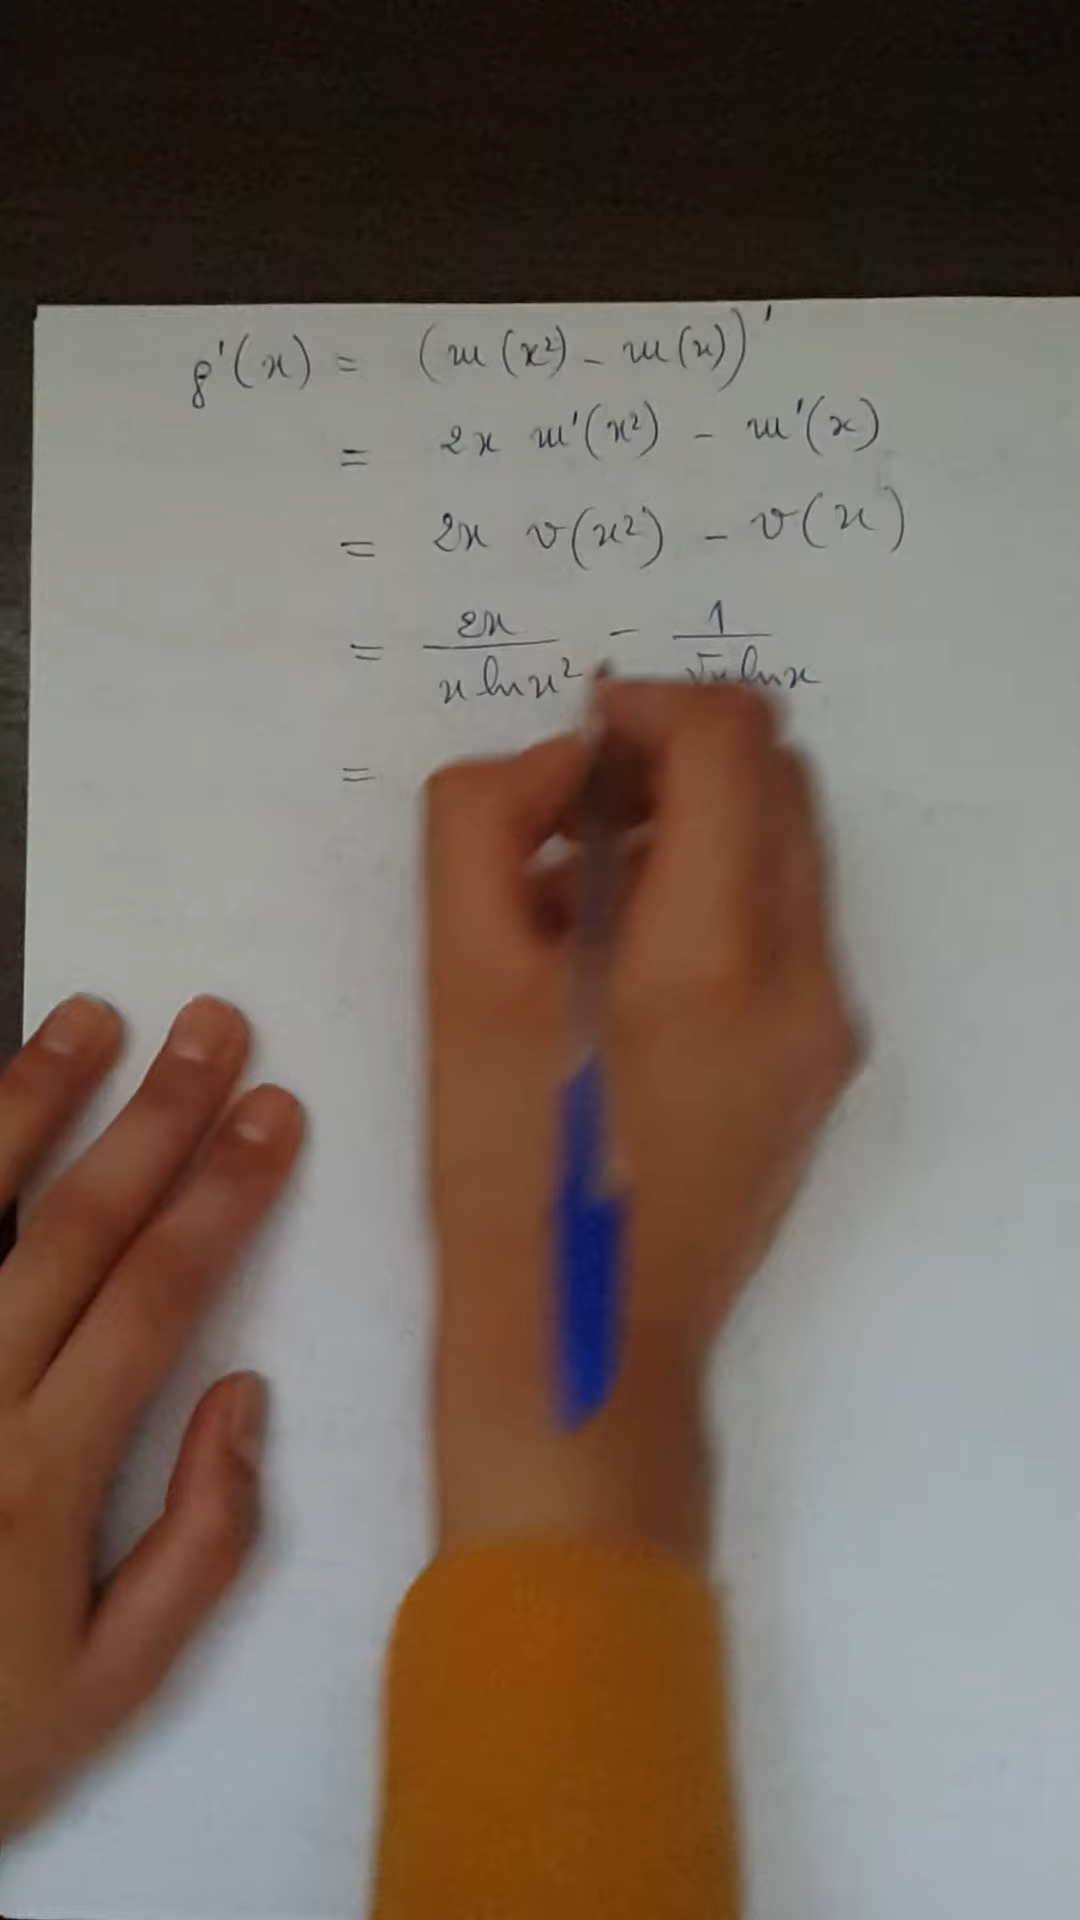 g'(x) = (u(x²) - u(x))'
= 2x u'(x²) - u'(x)
= 2x v(x²) - v(x)
= 2x/(x ln x²) - 1/(√x ln x)
=